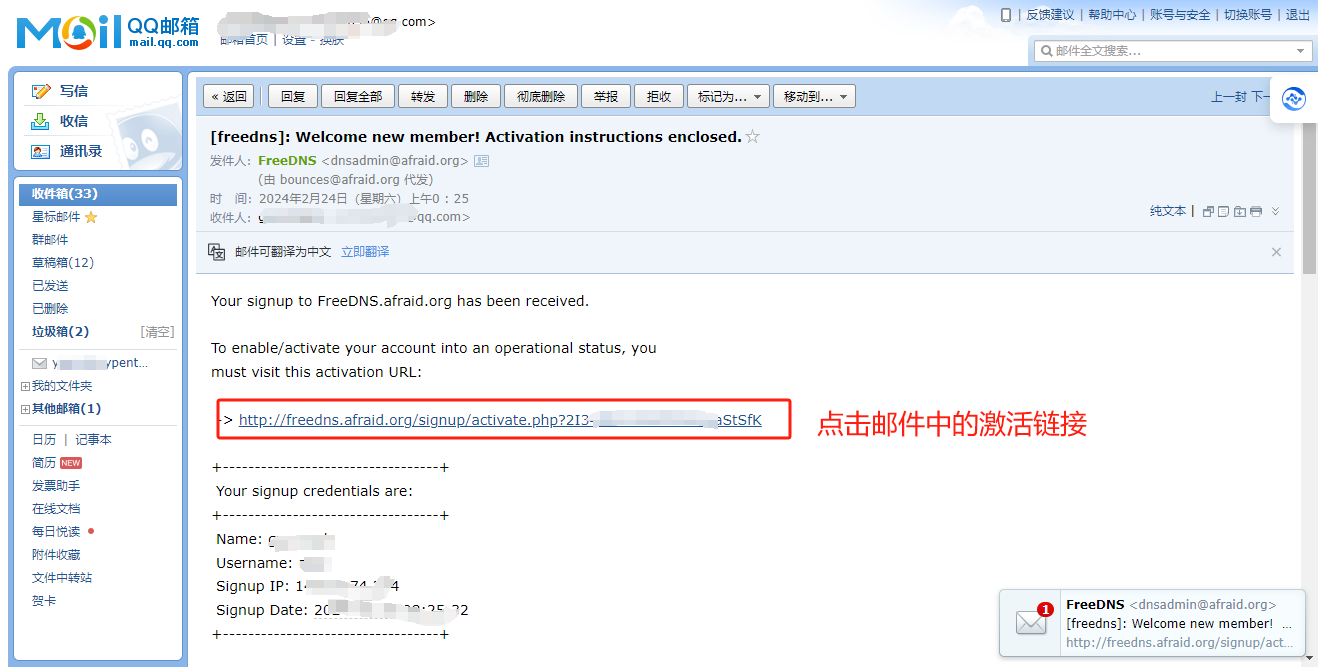 Mail QQ邮箱 mail.qq.com
com>
邮箱首页 | 设置 - 换肤
反馈建议 | 帮助中心 | 账号与安全 | 切换账号 | 退出
邮件全文搜索...
写信
收信
通讯录
收件箱(33)
星标邮件
群邮件
草稿箱(12)
已发送
已删除
垃圾箱(2) [清空]
ypent...
我的文件夹
其他邮箱(1)
日历 | 记事本
简历 NEW
发票助手
在线文档
每日悦读
附件收藏
文件中转站
贺卡
« 返回 回复 回复全部 转发 删除 彻底删除 举报 拒收 标记为... 移动到...
上一封 下一
[freedns]: Welcome new member! Activation instructions enclosed.
发件人: FreeDNS <dnsadmin@afraid.org>
(由 bounces@afraid.org 代发)
时 间: 2024年2月24日 (星期六) 上午0:25
收件人: qq.com>
纯文本 |
邮件可翻译为中文 立即翻译
Your signup to FreeDNS.afraid.org has been received.
To enable/activate your account into an operational status, you
must visit this activation URL:
> http://freedns.afraid.org/signup/activate.php?2I3- aStSfK
点击邮件中的激活链接
+----------------------------------+
Your signup credentials are:
+----------------------------------+
Name:
Username:
Signup IP:
Signup Date:
+----------------------------------+
1
FreeDNS <dnsadmin@afraid.org>
[freedns]: Welcome new member! ...
http://freedns.afraid.org/signup/act...